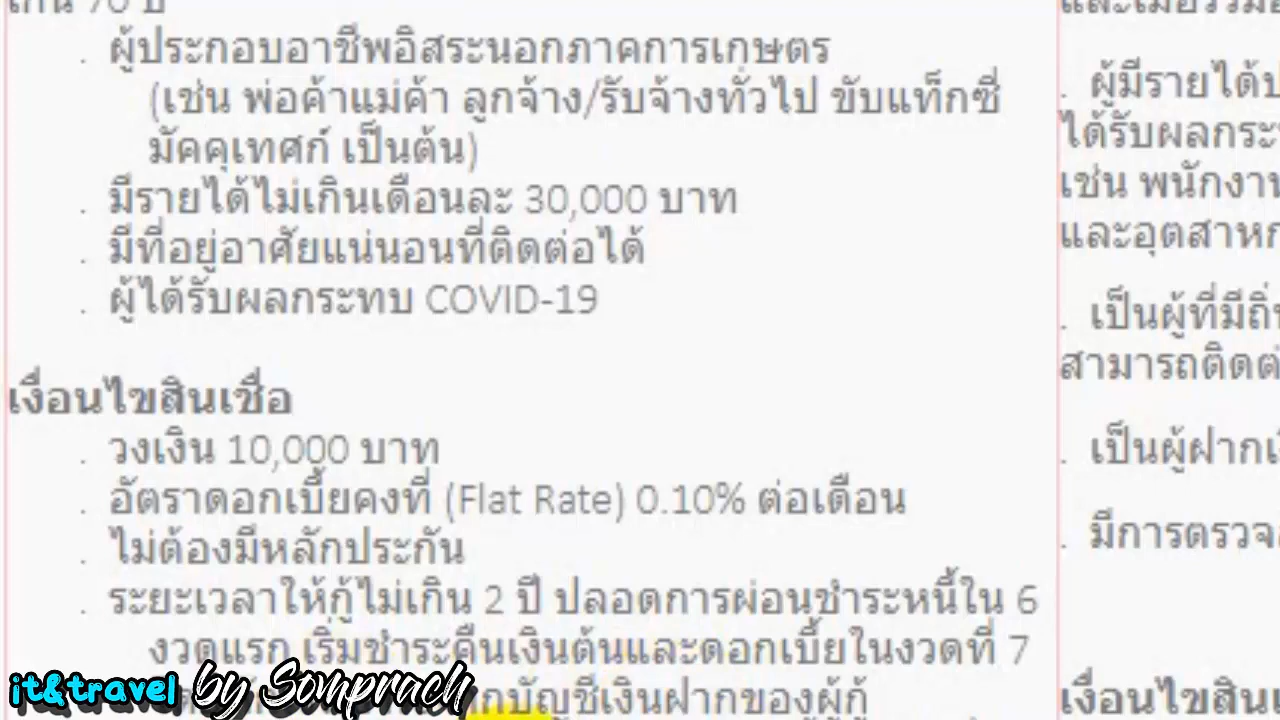 ผู้ประกอบอาชีพอิสระนอกภาคการเกษตร
(เช่น พ่อค้าแม่ค้า ลูกจ้าง/รับจ้างทั่วไป ขับแท็กซี่
มัคคุเทศก์ เป็นต้น)
. มีรายได้ไม่เกินเดือนละ 30,000 บาท
. มีที่อยู่อาศัยแน่นอนที่ติดต่อได้
. ผู้ได้รับผลกระทบ COVID-19
เงื่อนไขสินเชื่อ
. วงเงิน 10,000 บาท
. อัตราดอกเบี้ยคงที่ (Flat Rate) 0.10% ต่อเดือน
. ไม่ต้องมีหลักประกัน
. ระยะเวลาให้กู้ไม่เกิน 2 ปี ปลอดการผ่อนชำระหนี้ใน 6
งวดแรก เริ่มชำระคืนเงินต้นและดอกเบี้ยในงวดที่ 7
บัญชีเงินฝากของผู้กู้
. ผู้มีรายได้
ได้รับผลกระ
เช่น พนักงาน
และอุตสาห
. เป็นผู้ที่มี
สามารถติดต่
. เป็นผู้ฝาก
. มีการตรวจ
เงื่อนไขสิน
it&travel by Somprach